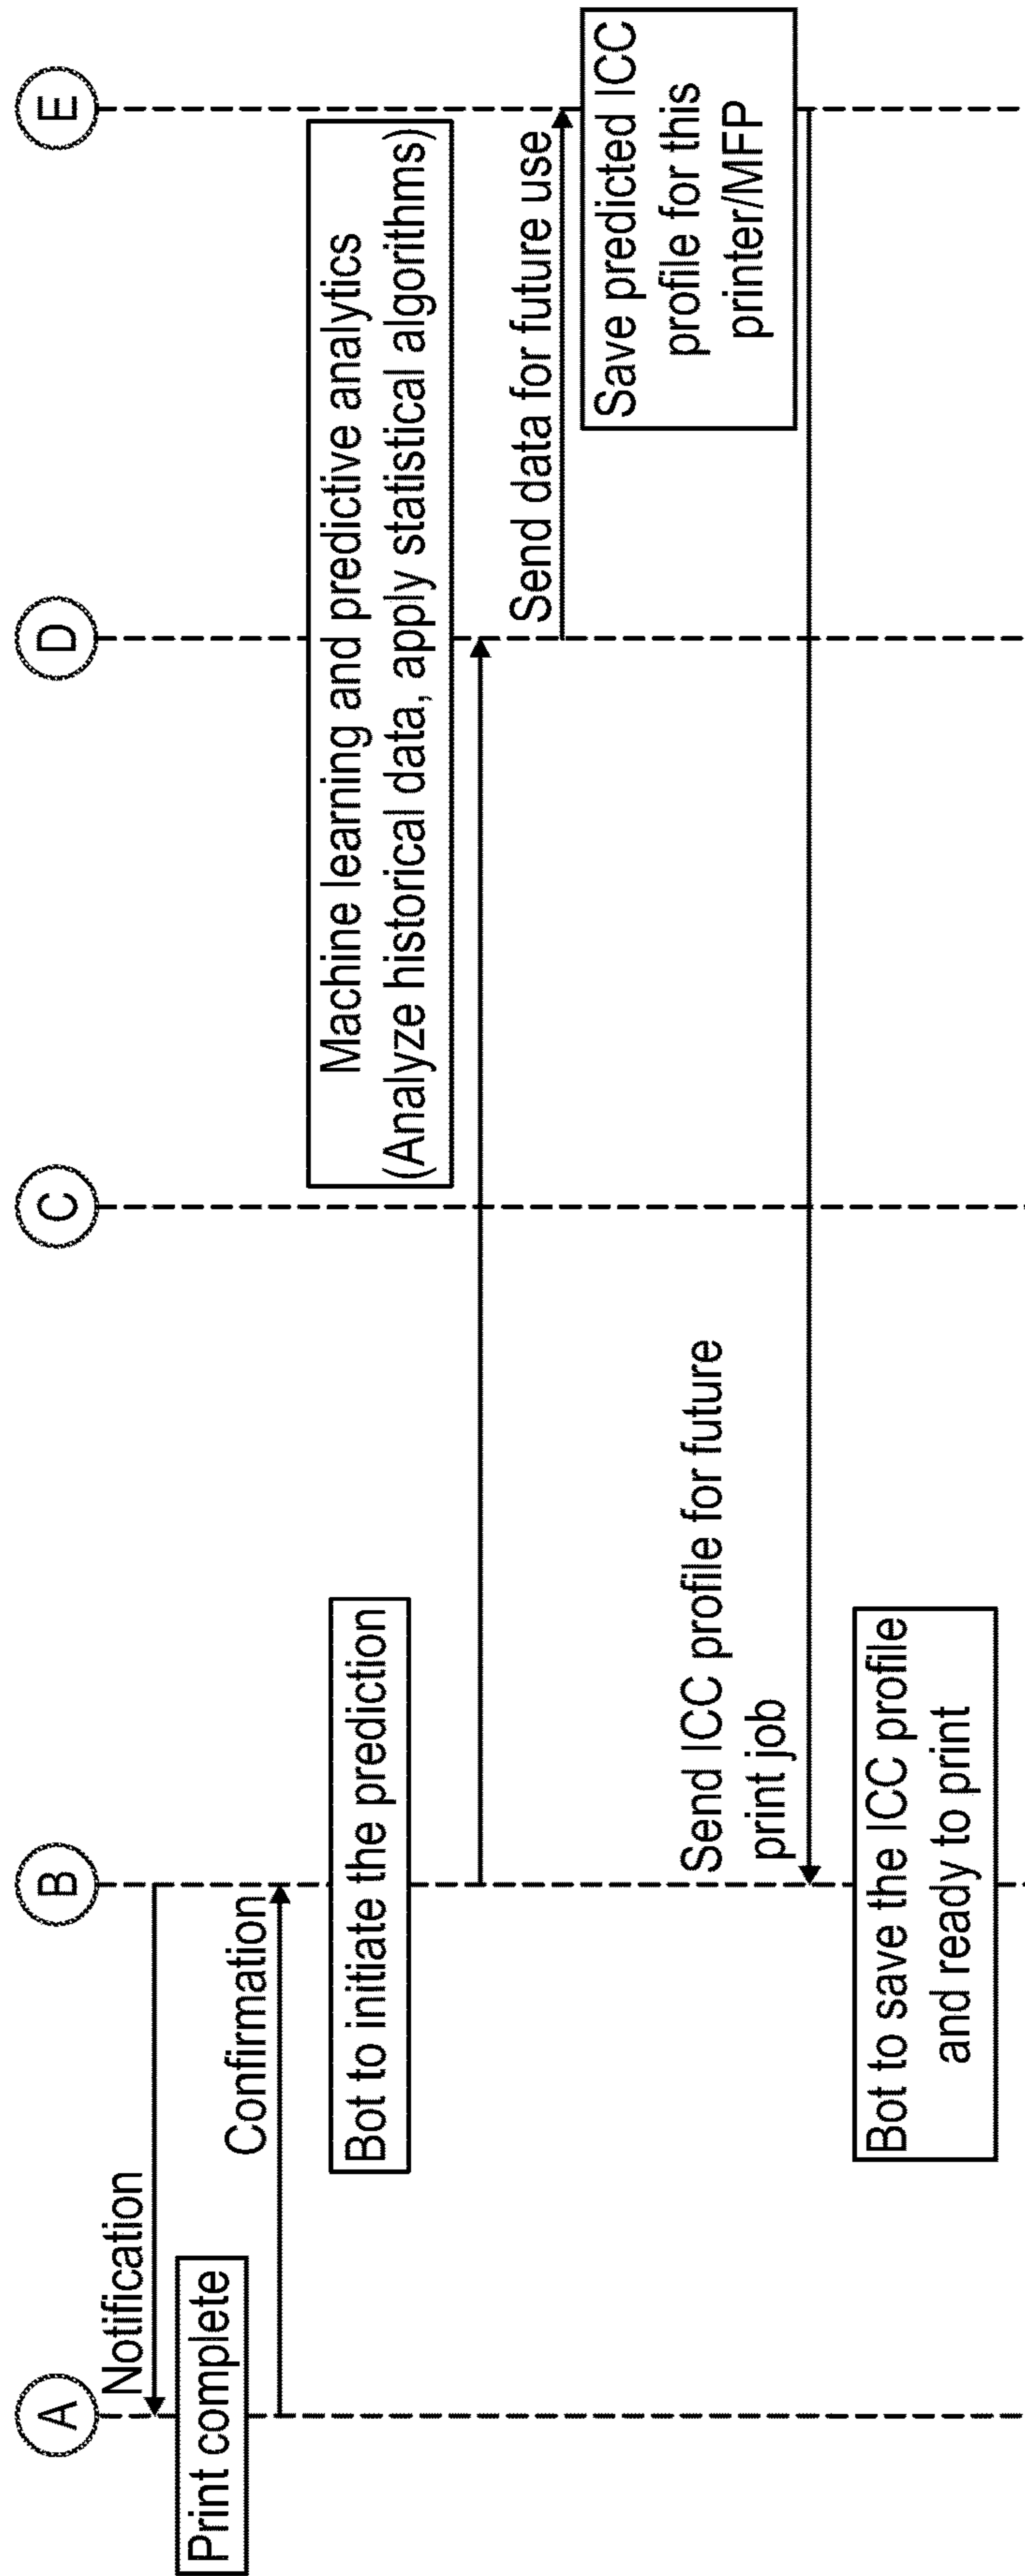 A
B
C
D
E
Notification
Print complete
Confirmation
Bot to initiate the prediction
Machine learning and predictive analytics
(Analyze historical data, apply statistical algorithms)
Send data for future use
Save predicted ICC
profile for this
printer/MFP
Send ICC profile for future
print job
Bot to save the ICC profile
and ready to print